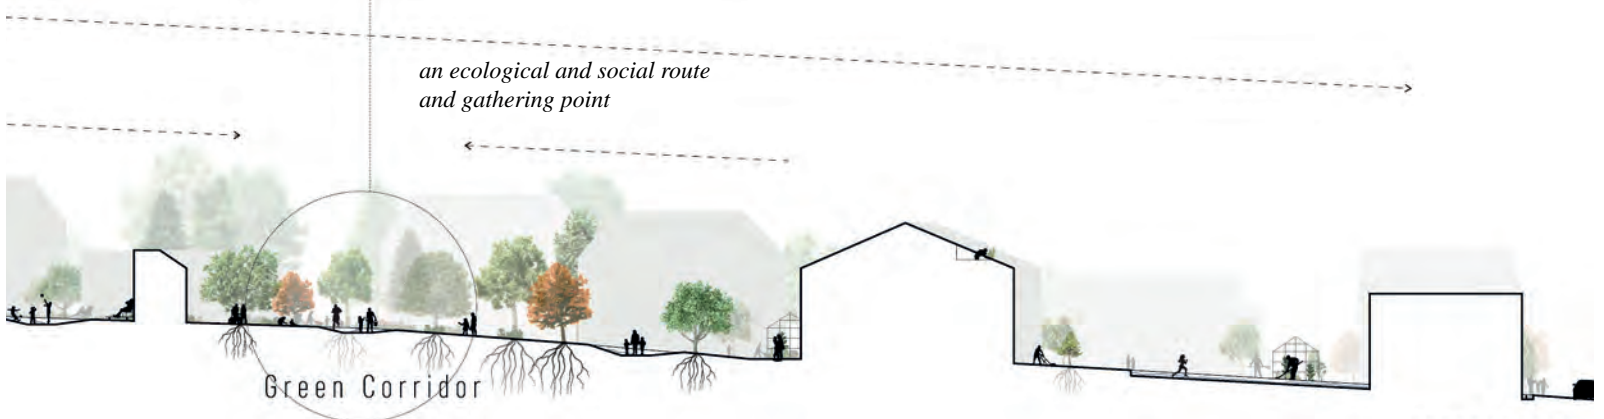 an ecological and social route
and gathering point
Green Corridor